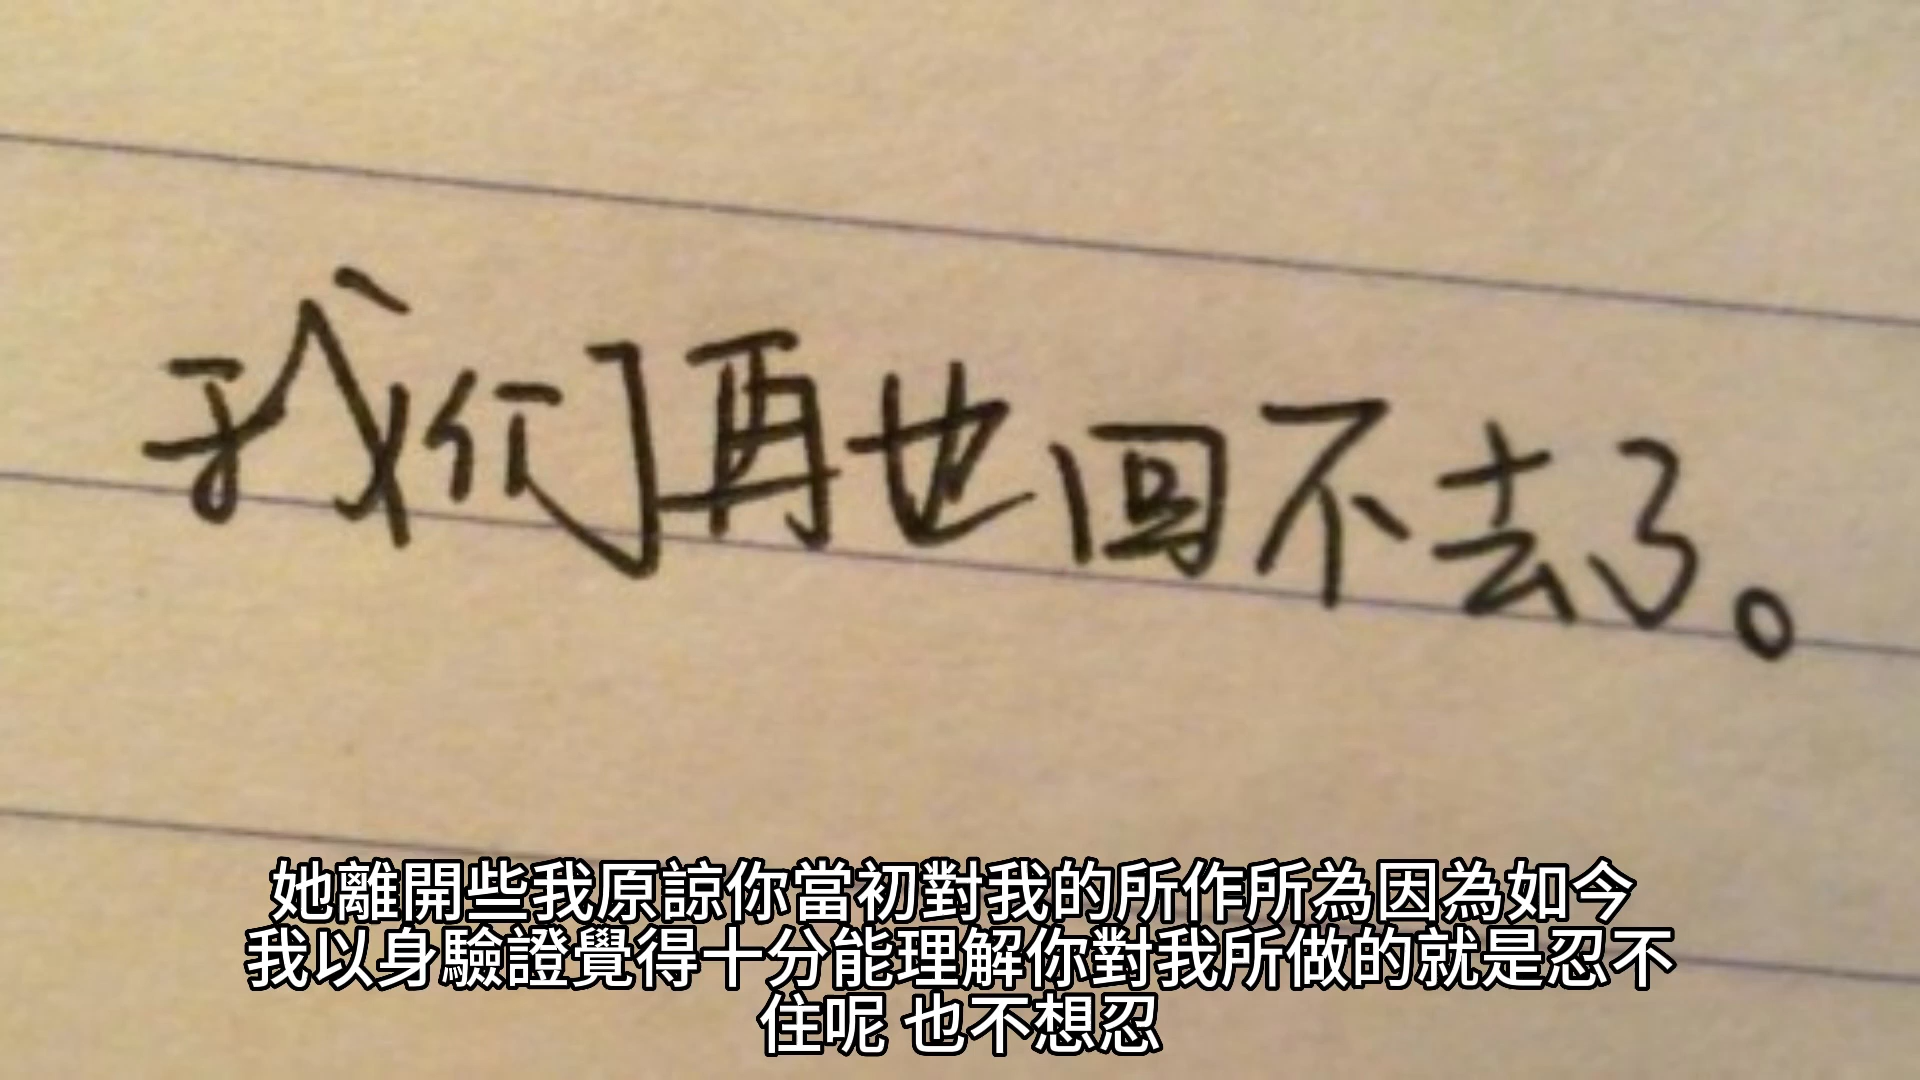 我们再也回不去了。
她離開些我原諒你當初對我的所作所為因為如今
我以身驗證覺得十分能理解你對我所做的就是忍不
住呢 也不想忍